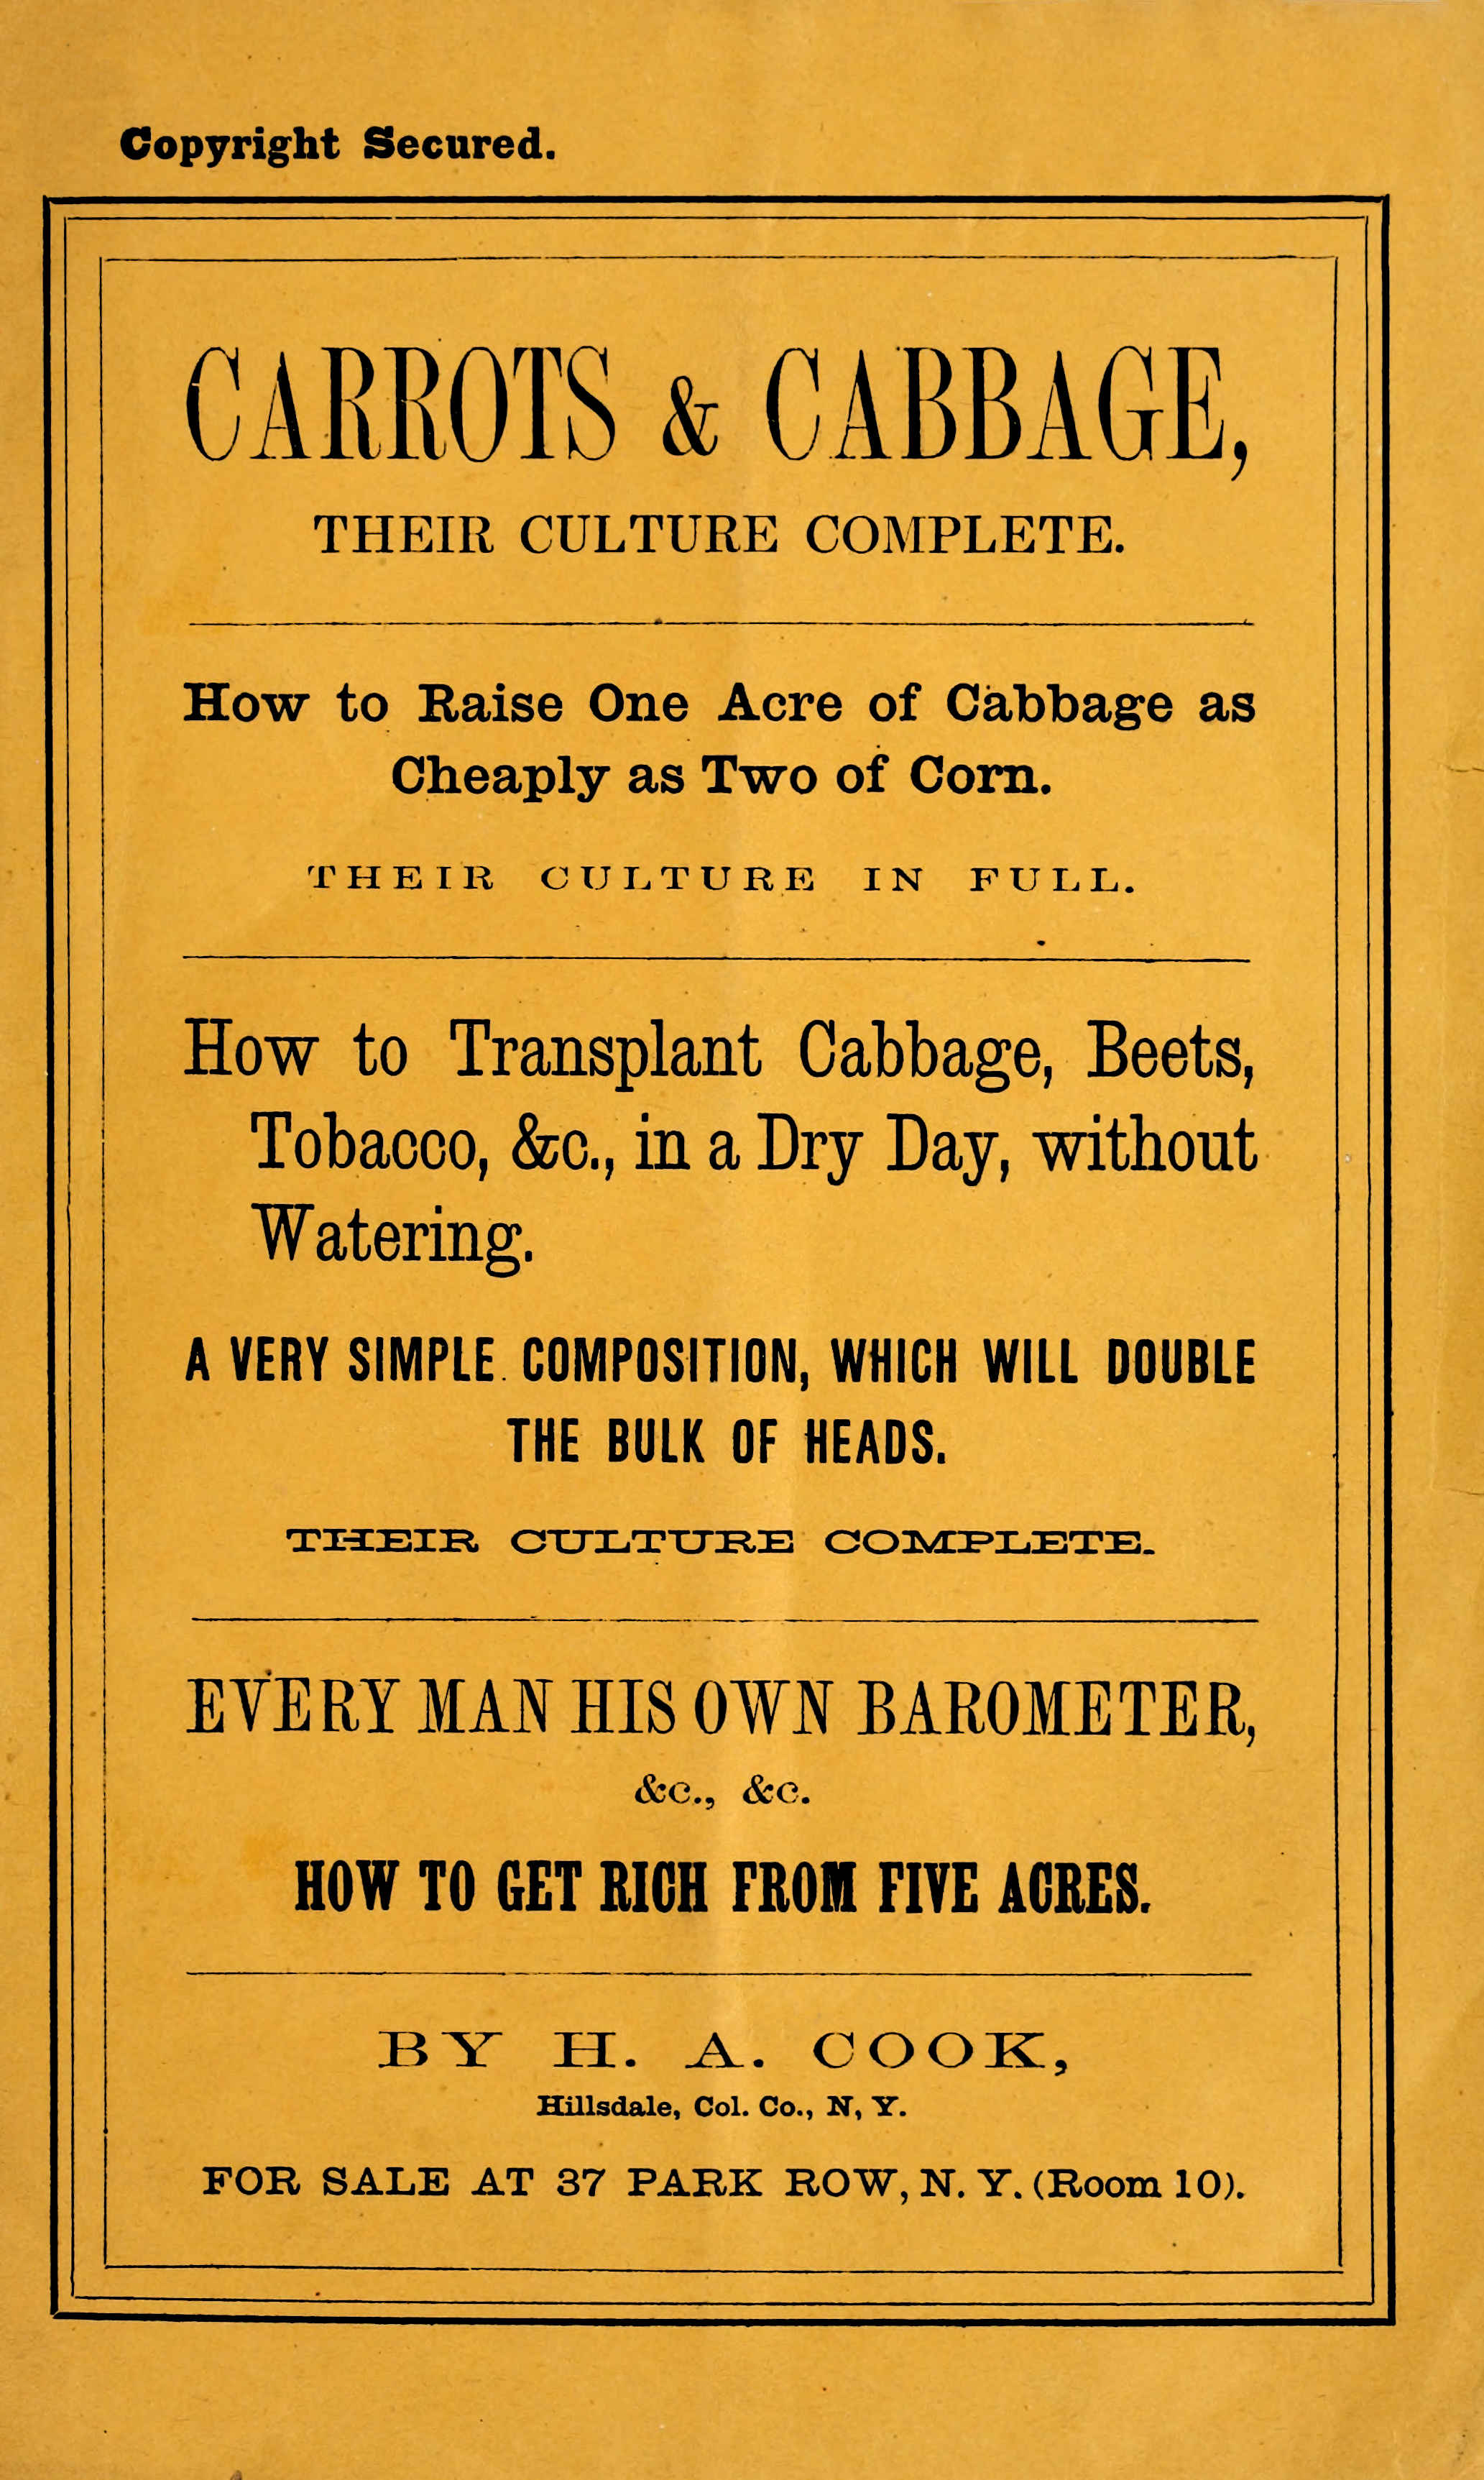 Copyright Secured.
CARROTS & CABBAGE,
THEIR CULTURE COMPLETE.
How to Raise One Acre of Cabbage as
Cheaply as Two of Corn.
THEIR CULTURE IN FULL.
How to Transplant Cabbage, Beets,
Tobacco, &c., in a Dry Day, without
Watering.
A VERY SIMPLE COMPOSITION, WHICH WILL DOUBLE
THE BULK OF HEADS.
THEIR CULTURE COMPLETE.
EVERY MAN HIS OWN BAROMETER,
&c., &c.
HOW TO GET RICH FROM FIVE ACRES.
BY H. A. COOK,
Hillsdale, Col. Co., N, Y.
FOR SALE AT 37 PARK ROW, N. Y. (Room 10).